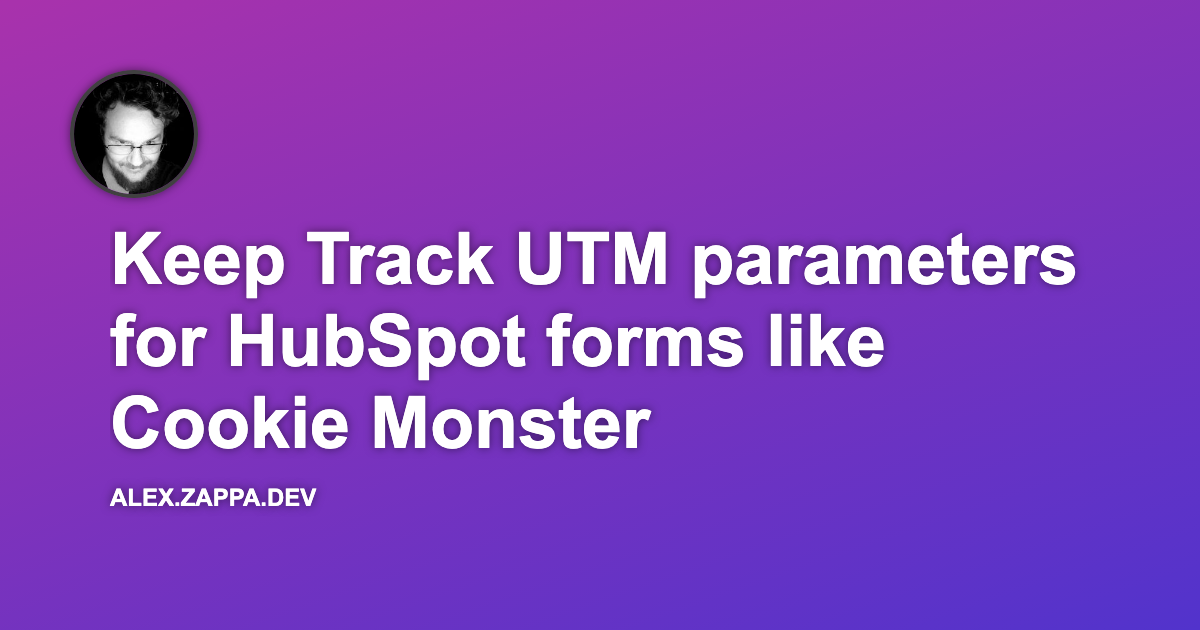 Keep Track UTM parameters
for HubSpot forms like
Cookie Monster
ALEX.ZAPPA.DEV